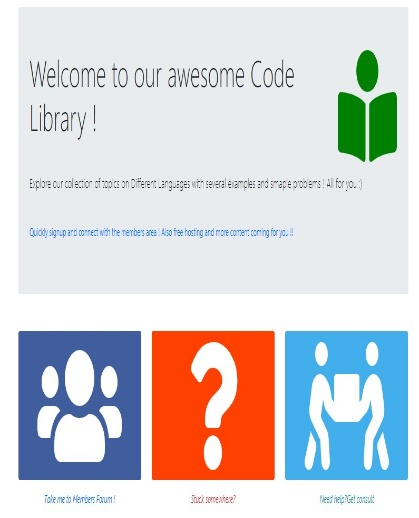 Welcome to our awesome Code
Library !
Explore our collection of topics on Different Languages with several examples and smaple problems ! All for you :)
Quickly signup and connect with the members area ! Also free hosting and more content coming for you !!
Take me to Members Forum !
Stuck somewhere?
Need help?Get consult